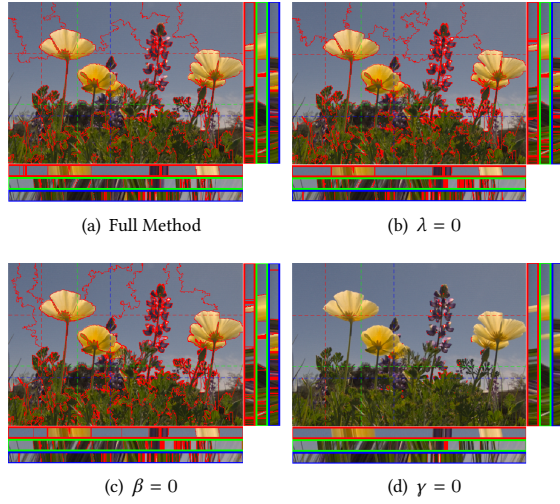 (a) Full Method
(b) λ = 0
(c) β = 0
(d) γ = 0